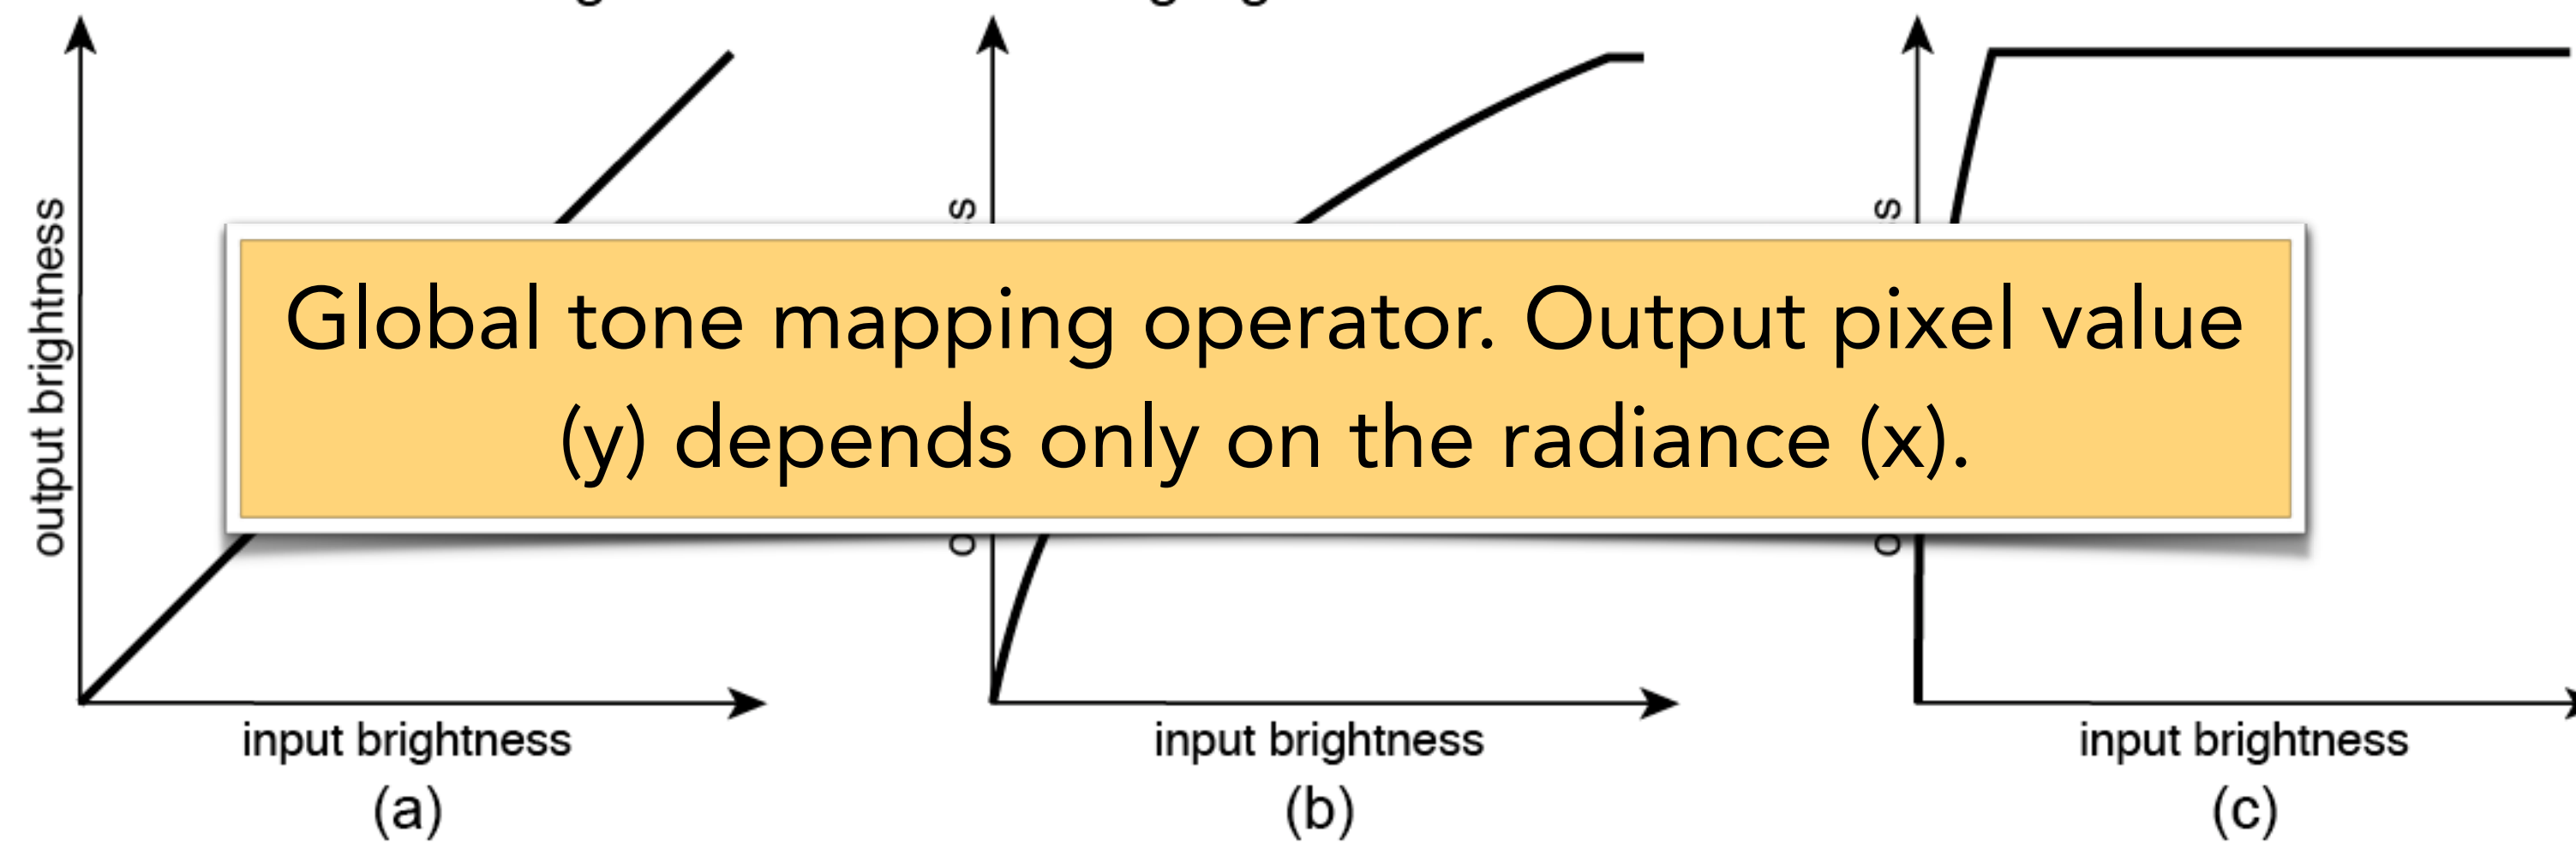 output brightness
Global tone mapping operator. Output pixel value
(y) depends only on the radiance (x).
input brightness
input brightness
input brightness
(a)
(b)
(c)